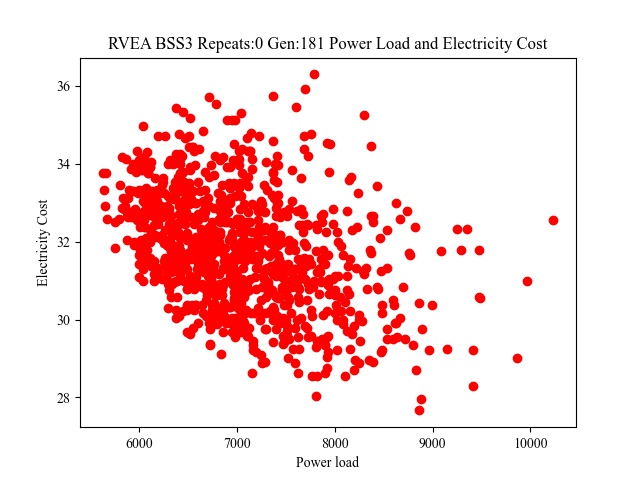 RVEA BSS3 Repeats:0 Gen:181 Power Load and Electricity Cost
36
34
32
30
28
Electricity Cost
6000 7000 8000 9000 10000
Power load